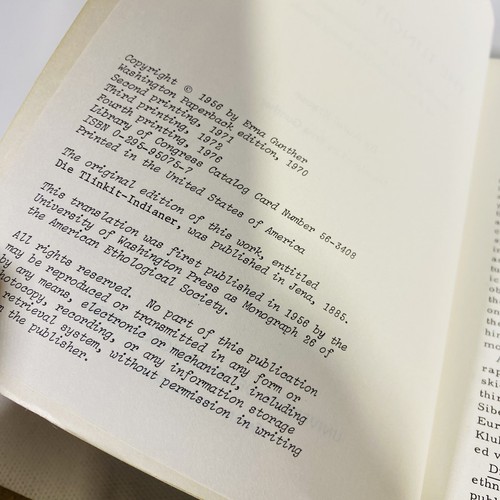 Copyright © 1956 by Erna Gunther
Washington Paperback edition, 1970
Second printing, 1971
Third printing, 1972
Fourth printing, 1976
Library of Congress Catalog Card Number 56-3408
ISBN 0-295-95075-7
Printed in the United States of America
The original edition of this work, entitled
Die Tlinkit-Indianer, was published in Jena, 1885.
This translation was first published in 1956 by the
University of Washington Press as Monograph 26 of
the American Ethological Society.
All rights reserved. No part of this publication
may be reproduced or transmitted in any form or
by any means, electronic or mechanical, including
photocopy, recording, or any information storage
retrieval system, without permission in writing
the publisher.